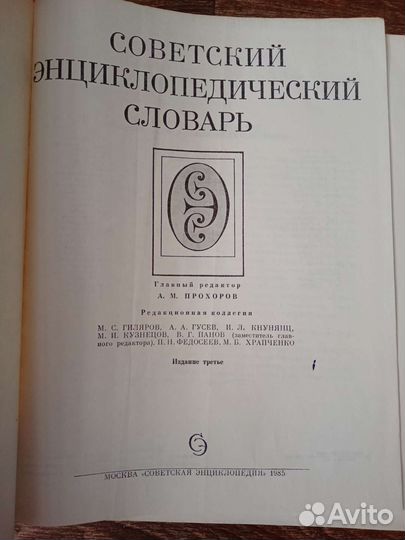 СОВЕТСКИЙ
ЭНЦИКЛОПЕДИЧЕСКИЙ
СЛОВАРЬ
Главный редактор
А. М. ПРОХОРОВ
Редакционная коллегия
М. С. ГИЛЯРОВ, А. А. ГУСЕВ, И. Л. КНУНЯНЦ,
М. И. КУЗНЕЦОВ, В. Г. ПАНОВ (заместитель глав-
ного редактора), П. Н. ФЕДОСЕЕВ, М. Б. ХРАПЧЕНКО
Издание третье
МОСКВА «СОВЕТСКАЯ ЭНЦИКЛОПЕДИЯ» 1985
Avito